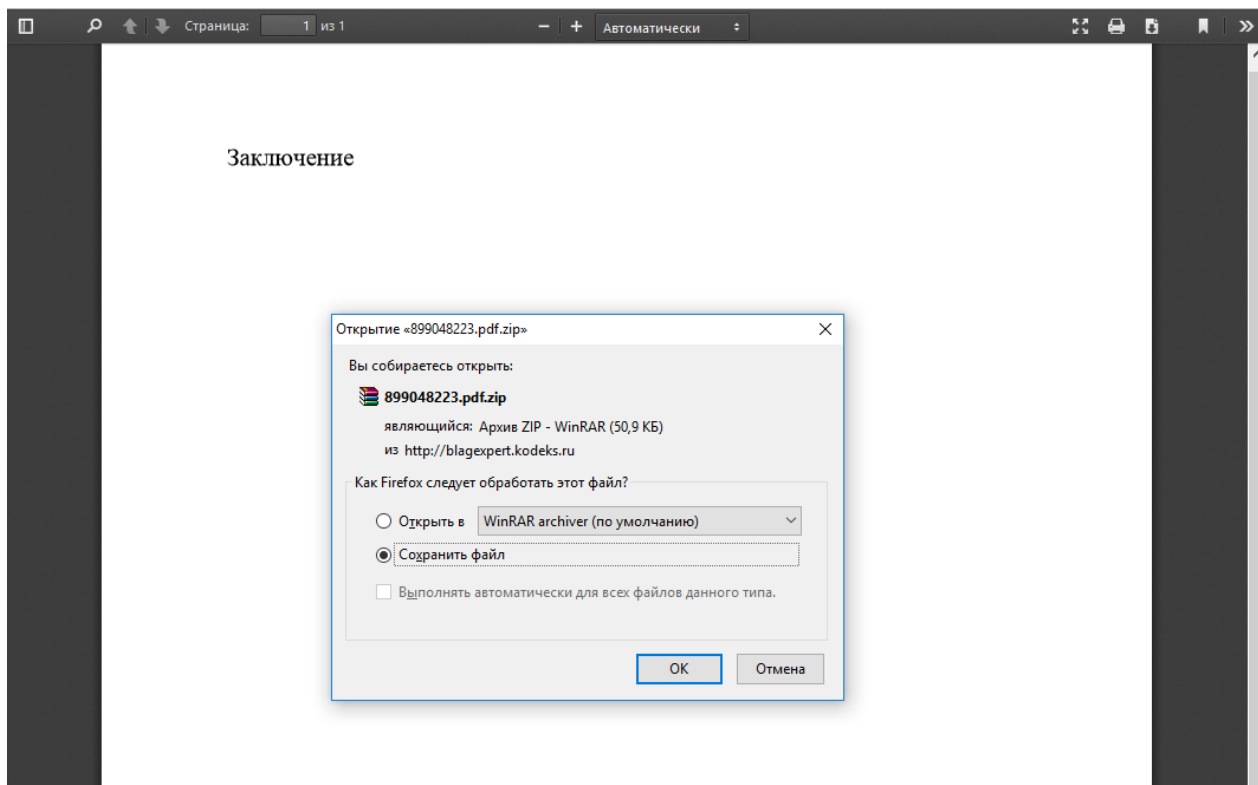 Страница: 1 из 1 Автоматически
Заключение
Открытие «899048223.pdf.zip»
Вы собираетесь открыть:
899048223.pdf.zip
являющийся: Архив ZIP - WinRAR (50,9 КБ)
из http://blagexpert.kodeks.ru
Как Firefox следует обработать этот файл?
Открыть в WinRAR archiver (по умолчанию)
Сохранить файл
Выполнять автоматически для всех файлов данного типа.
OK Отмена